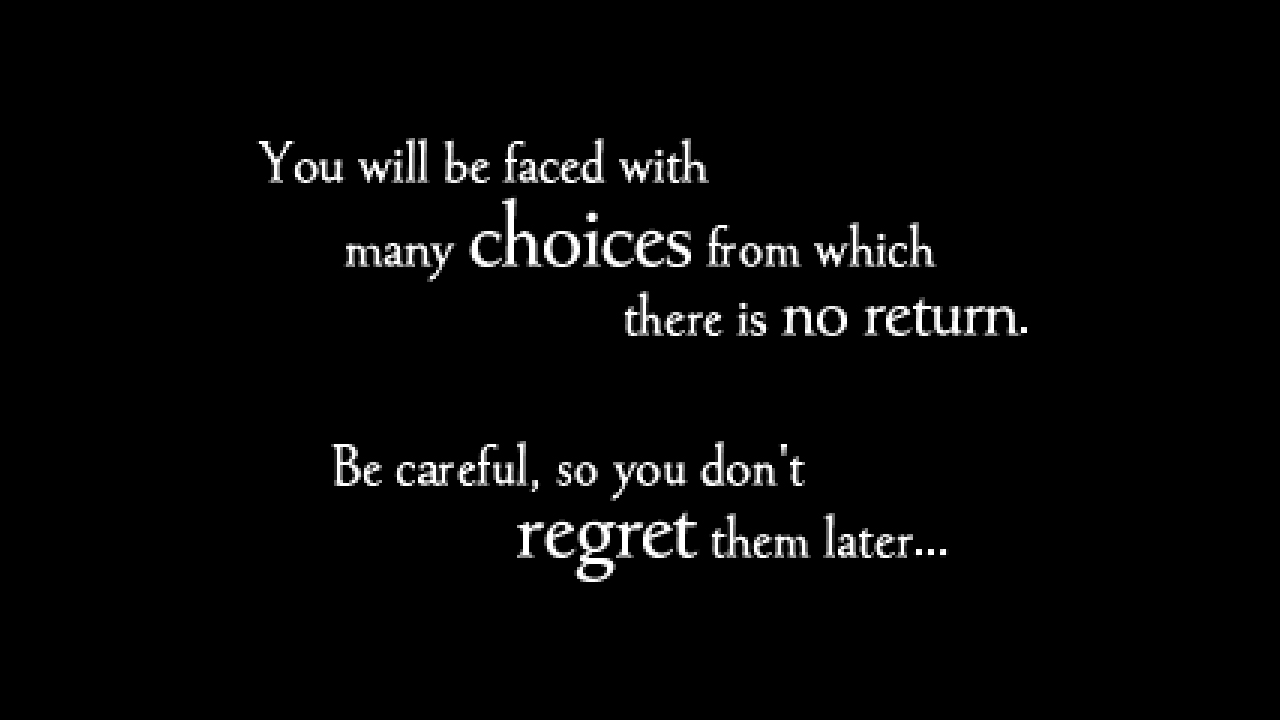 You will be faced with
many choices from which
there is no return.
Be careful, so you don't
regret them later...